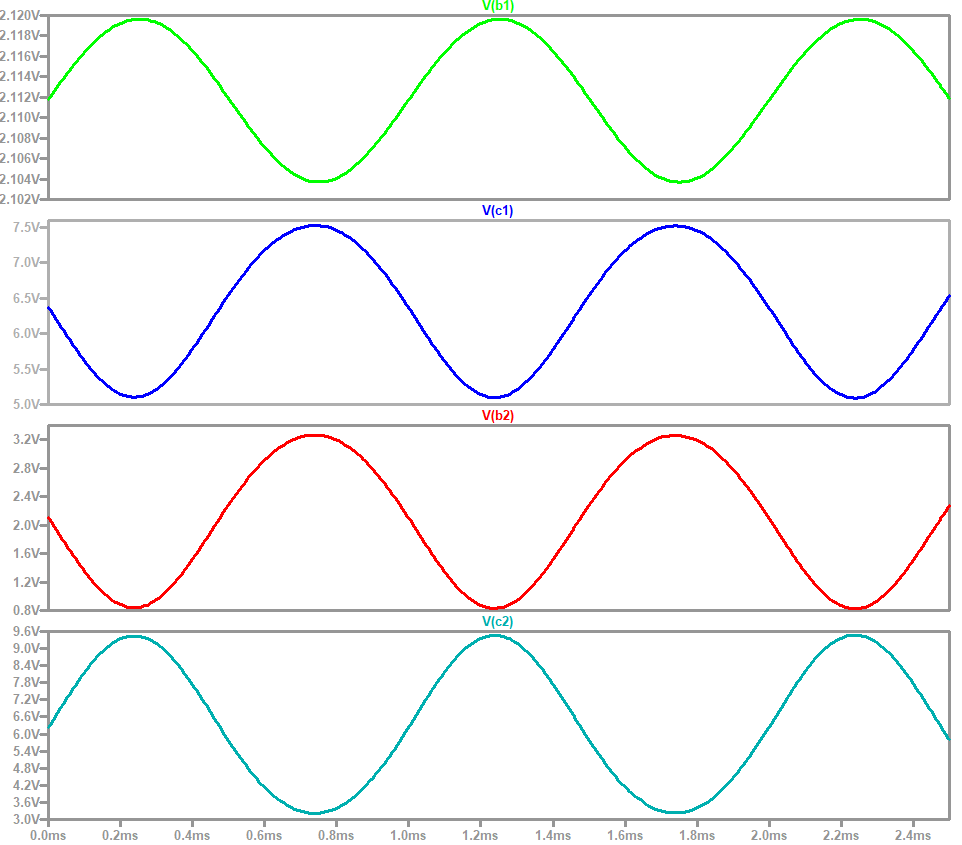 V(b1)
2.120V
2.118V
2.116V
2.114V
2.112V
2.110V
2.108V
2.106V
2.104V
2.102V
V(c1)
7.5V
7.0V
6.5V
6.0V
5.5V
5.0V
V(b2)
3.2V
2.8V
2.4V
2.0V
1.6V
1.2V
0.8V
V(c2)
9.6V
9.0V
8.4V
7.8V
7.2V
6.6V
6.0V
5.4V
4.8V
4.2V
3.6V
3.0V
0.0ms 0.2ms 0.4ms 0.6ms 0.8ms 1.0ms 1.2ms 1.4ms 1.6ms 1.8ms 2.0ms 2.2ms 2.4ms